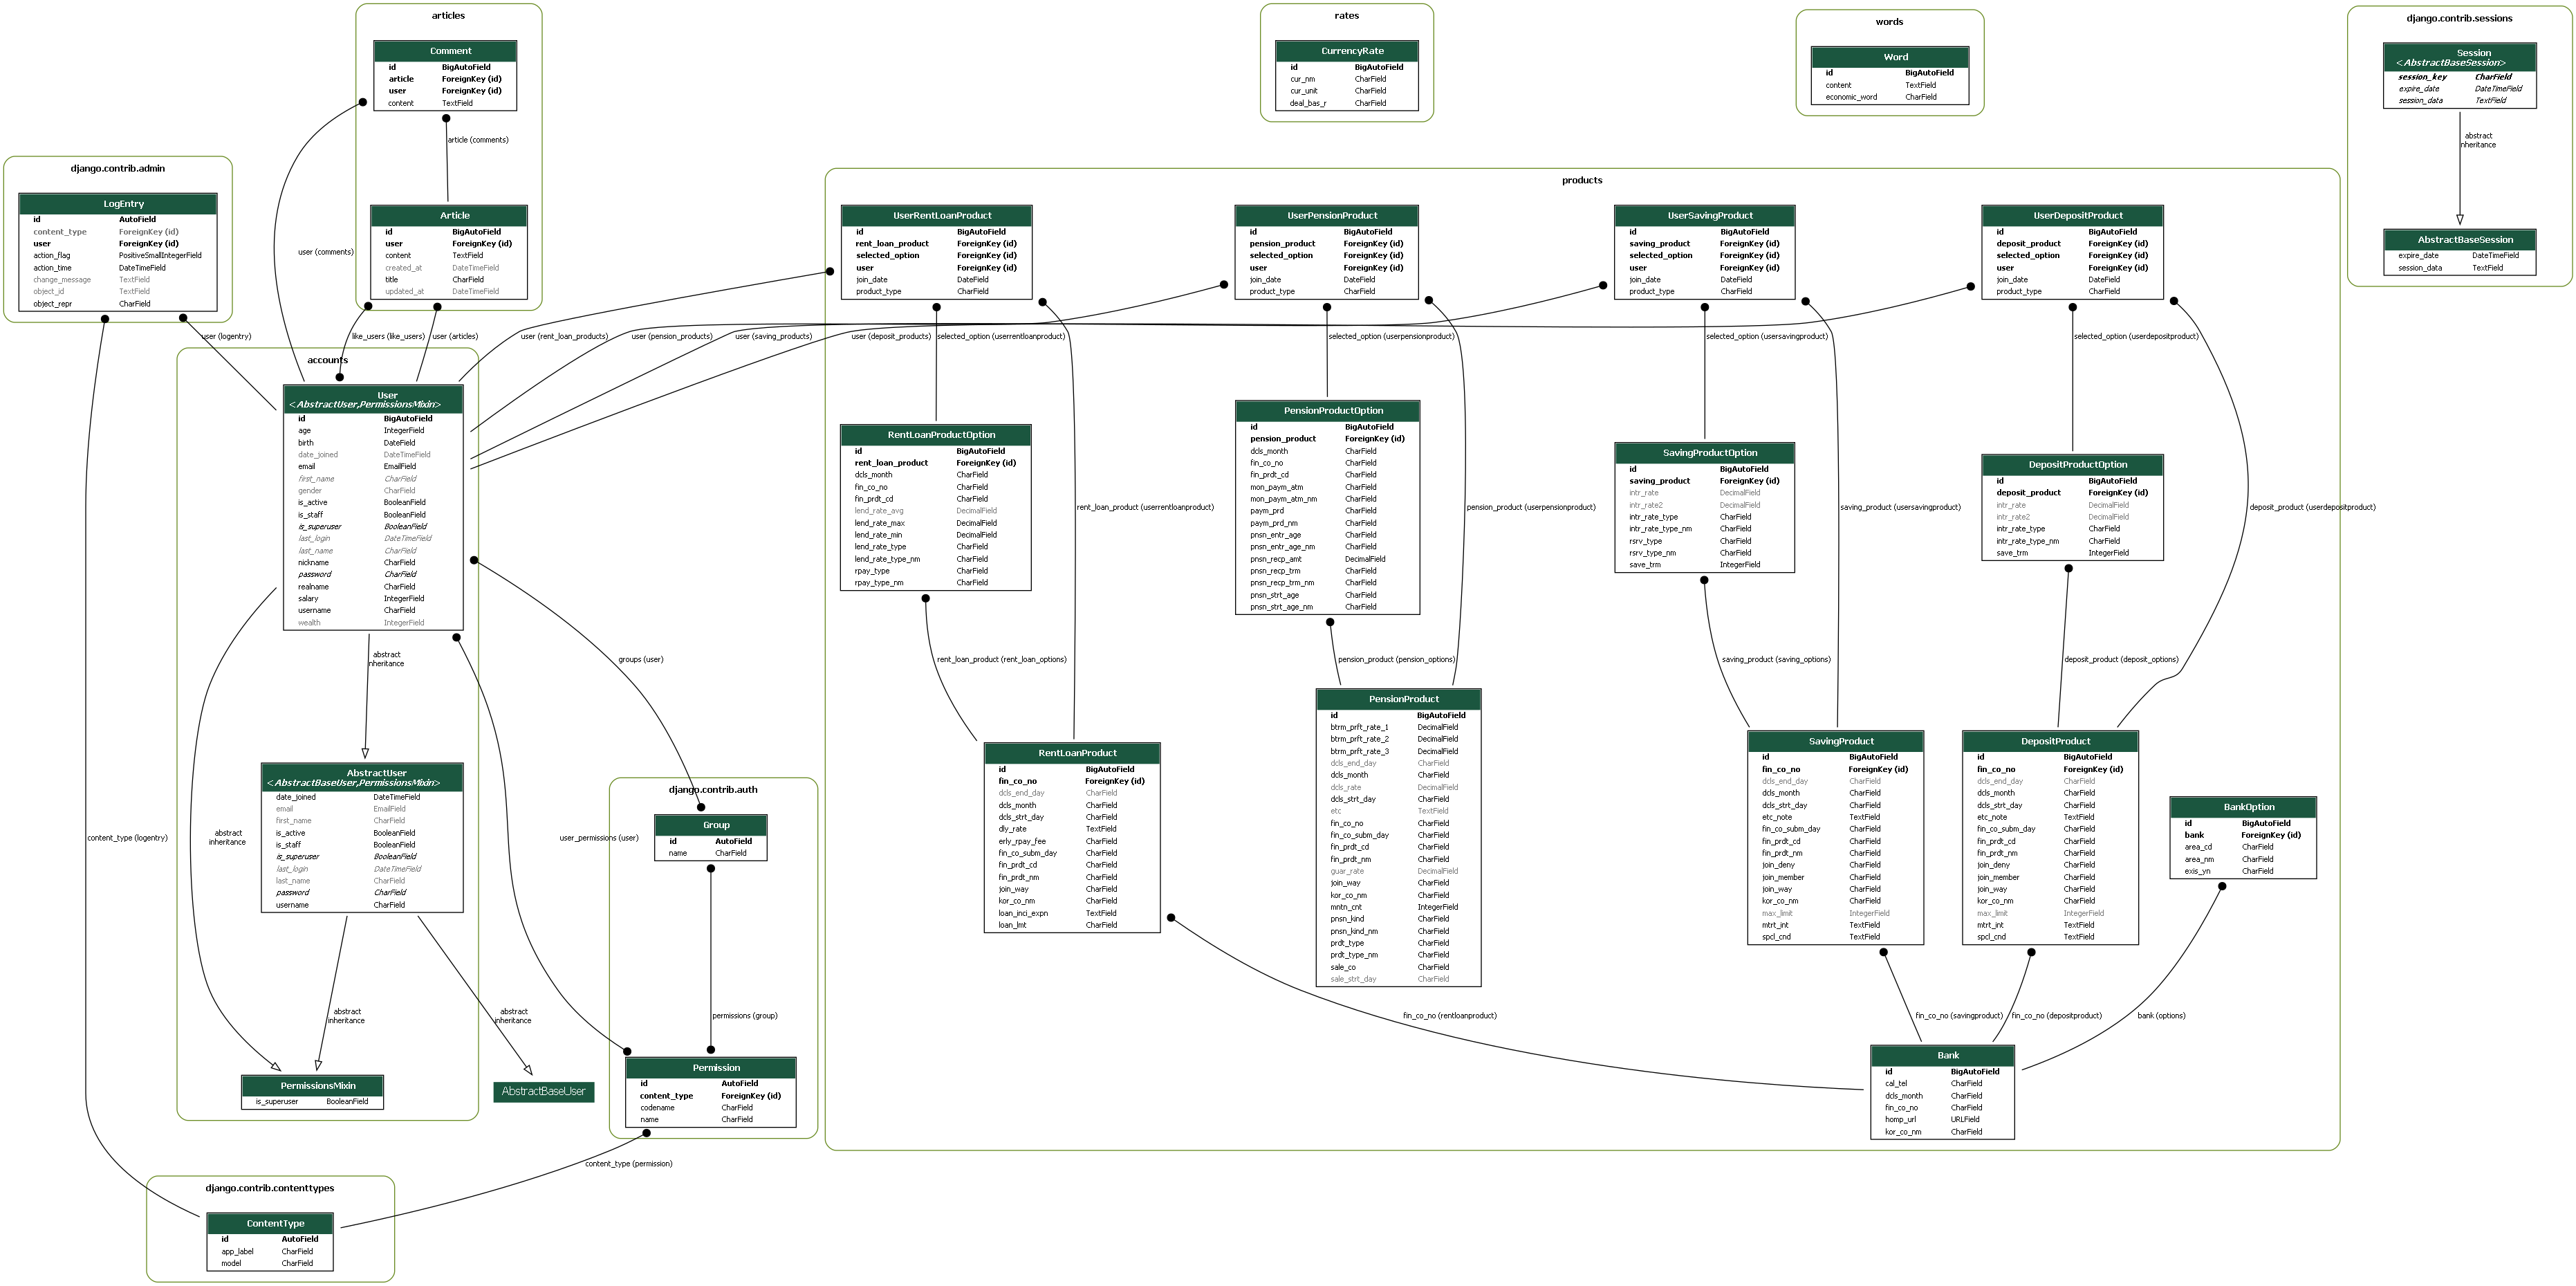 articles
Comment
id BigAutoField
article ForeignKey (id)
user ForeignKey (id)
content TextField
article (comments)
user (comments)
Article
id BigAutoField
user ForeignKey (id)
content TextField
created_at DateTimeField
title CharField
updated_at DateTimeField
like_users (like_users)
user (articles)
rates
CurrencyRate
id BigAutoField
cur_nm CharField
cur_unit CharField
deal_bas_r CharField
words
Word
id BigAutoField
content TextField
economic_word CharField
django.contrib.sessions
Session
<AbstractBaseSession>
session_key CharField
expire_date DateTimeField
session_data TextField
abstract
inheritance
AbstractBaseSession
expire_date DateTimeField
session_data TextField
django.contrib.admin
LogEntry
id AutoField
content_type ForeignKey (id)
user ForeignKey (id)
action_flag PositiveSmallIntegerField
action_time DateTimeField
change_message TextField
object_id TextField
object_repr CharField
user (logentry)
content_type (logentry)
accounts
User
<AbstractUser,PermissionsMixin>
id BigAutoField
age IntegerField
birth DateField
date_joined DateTimeField
email EmailField
first_name CharField
gender CharField
is_active BooleanField
is_staff BooleanField
is_superuser BooleanField
last_login DateTimeField
last_name CharField
nickname CharField
password CharField
realname CharField
salary IntegerField
username CharField
wealth IntegerField
abstract
inheritance
abstract
inheritance
groups (user)
user_permissions (user)
AbstractUser
<AbstractBaseUser,PermissionsMixin>
date_joined DateTimeField
email EmailField
first_name CharField
is_active BooleanField
is_staff BooleanField
is_superuser BooleanField
last_login DateTimeField
last_name CharField
password CharField
username CharField
abstract
inheritance
abstract
inheritance
PermissionsMixin
is_superuser BooleanField
AbstractBaseUser
django.contrib.auth
Group
id AutoField
name CharField
permissions (group)
Permission
id AutoField
content_type ForeignKey (id)
codename CharField
name CharField
content_type (permission)
django.contrib.contenttypes
ContentType
id AutoField
app_label CharField
model CharField
products
UserRentLoanProduct
id BigAutoField
rent_loan_product ForeignKey (id)
selected_option ForeignKey (id)
user ForeignKey (id)
join_date DateField
product_type CharField
UserPensionProduct
id BigAutoField
pension_product ForeignKey (id)
selected_option ForeignKey (id)
user ForeignKey (id)
join_date DateField
product_type CharField
UserSavingProduct
id BigAutoField
saving_product ForeignKey (id)
selected_option ForeignKey (id)
user ForeignKey (id)
join_date DateField
product_type CharField
UserDepositProduct
id BigAutoField
deposit_product ForeignKey (id)
selected_option ForeignKey (id)
user ForeignKey (id)
join_date DateField
product_type CharField
user (rent_loan_products)
user (pension_products)
user (saving_products)
user (deposit_products)
selected_option (userrentloanproduct)
selected_option (userpensionproduct)
selected_option (usersavingproduct)
selected_option (userdepositproduct)
RentLoanProductOption
id BigAutoField
rent_loan_product ForeignKey (id)
dcls_month CharField
fin_co_no CharField
fin_prdt_cd CharField
lend_rate_avg DecimalField
lend_rate_max DecimalField
lend_rate_min DecimalField
lend_rate_type CharField
lend_rate_type_nm CharField
rpay_type CharField
rpay_type_nm CharField
rent_loan_product (userrentloanproduct)
PensionProductOption
id BigAutoField
pension_product ForeignKey (id)
dcls_month CharField
fin_co_no CharField
fin_prdt_cd CharField
mon_paym_atm CharField
mon_paym_atm_nm CharField
paym_prd CharField
paym_prd_nm CharField
pnsn_entr_age CharField
pnsn_entr_age_nm CharField
pnsn_recp_amt DecimalField
pnsn_recp_trm CharField
pnsn_recp_trm_nm CharField
pnsn_strt_age CharField
pnsn_strt_age_nm CharField
pension_product (userpensionproduct)
SavingProductOption
id BigAutoField
saving_product ForeignKey (id)
intr_rate DecimalField
intr_rate2 DecimalField
intr_rate_type CharField
intr_rate_type_nm CharField
rsrv_type CharField
rsrv_type_nm CharField
save_trm IntegerField
saving_product (usersavingproduct)
DepositProductOption
id BigAutoField
deposit_product ForeignKey (id)
intr_rate DecimalField
intr_rate2 DecimalField
intr_rate_type CharField
intr_rate_type_nm CharField
save_trm IntegerField
deposit_product (userdepositproduct)
rent_loan_product (rent_loan_options)
pension_product (pension_options)
saving_product (saving_options)
deposit_product (deposit_options)
RentLoanProduct
id BigAutoField
fin_co_no ForeignKey (id)
dcls_end_day CharField
dcls_month CharField
dcls_strt_day CharField
dly_rate TextField
erly_rpay_fee CharField
fin_co_subm_day CharField
fin_prdt_cd CharField
fin_prdt_nm CharField
join_way CharField
kor_co_nm CharField
loan_inci_expn TextField
loan_lmt CharField
PensionProduct
id BigAutoField
btrm_prft_rate_1 DecimalField
btrm_prft_rate_2 DecimalField
btrm_prft_rate_3 DecimalField
dcls_end_day CharField
dcls_month CharField
dcls_rate DecimalField
dcls_strt_day CharField
etc TextField
fin_co_no CharField
fin_co_subm_day CharField
fin_prdt_cd CharField
fin_prdt_nm CharField
guar_rate DecimalField
join_way CharField
kor_co_nm CharField
mntn_cnt IntegerField
pnsn_kind CharField
pnsn_kind_nm CharField
prdt_type CharField
prdt_type_nm CharField
sale_co CharField
sale_strt_day CharField
SavingProduct
id BigAutoField
fin_co_no ForeignKey (id)
dcls_end_day CharField
dcls_month CharField
dcls_strt_day CharField
etc_note TextField
fin_co_subm_day CharField
fin_prdt_cd CharField
fin_prdt_nm CharField
join_deny CharField
join_member CharField
join_way CharField
kor_co_nm CharField
max_limit IntegerField
mtrt_int TextField
spcl_cnd TextField
DepositProduct
id BigAutoField
fin_co_no ForeignKey (id)
dcls_end_day CharField
dcls_month CharField
dcls_strt_day CharField
etc_note TextField
fin_co_subm_day CharField
fin_prdt_cd CharField
fin_prdt_nm CharField
join_deny CharField
join_member CharField
join_way CharField
kor_co_nm CharField
max_limit IntegerField
mtrt_int TextField
spcl_cnd TextField
BankOption
id BigAutoField
bank ForeignKey (id)
area_cd CharField
area_nm CharField
exis_yn CharField
fin_co_no (rentloanproduct)
fin_co_no (savingproduct)
fin_co_no (depositproduct)
bank (options)
Bank
id BigAutoField
cal_tel CharField
dcls_month CharField
fin_co_no CharField
homp_url URLField
kor_co_nm CharField